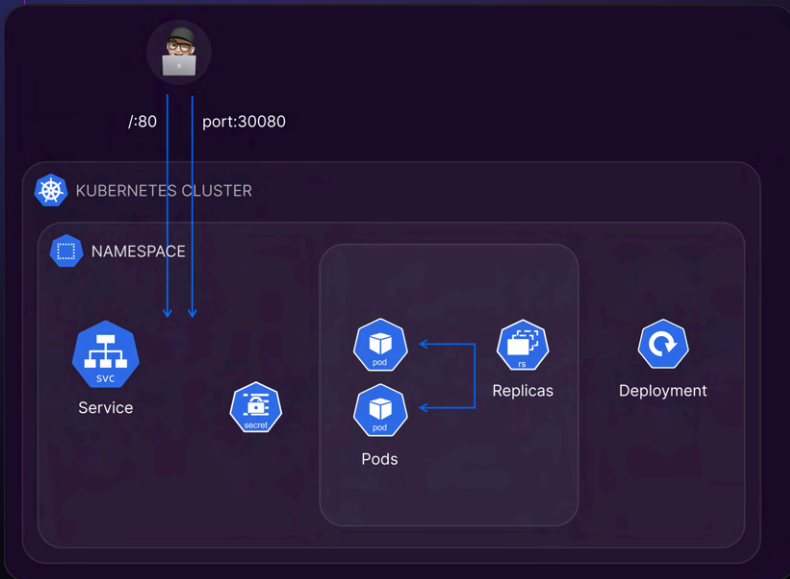 /:80
port:30080
KUBERNETES CLUSTER
NAMESPACE
svc
Service
secret
pod
pod
Pods
rs
Replicas
Deployment